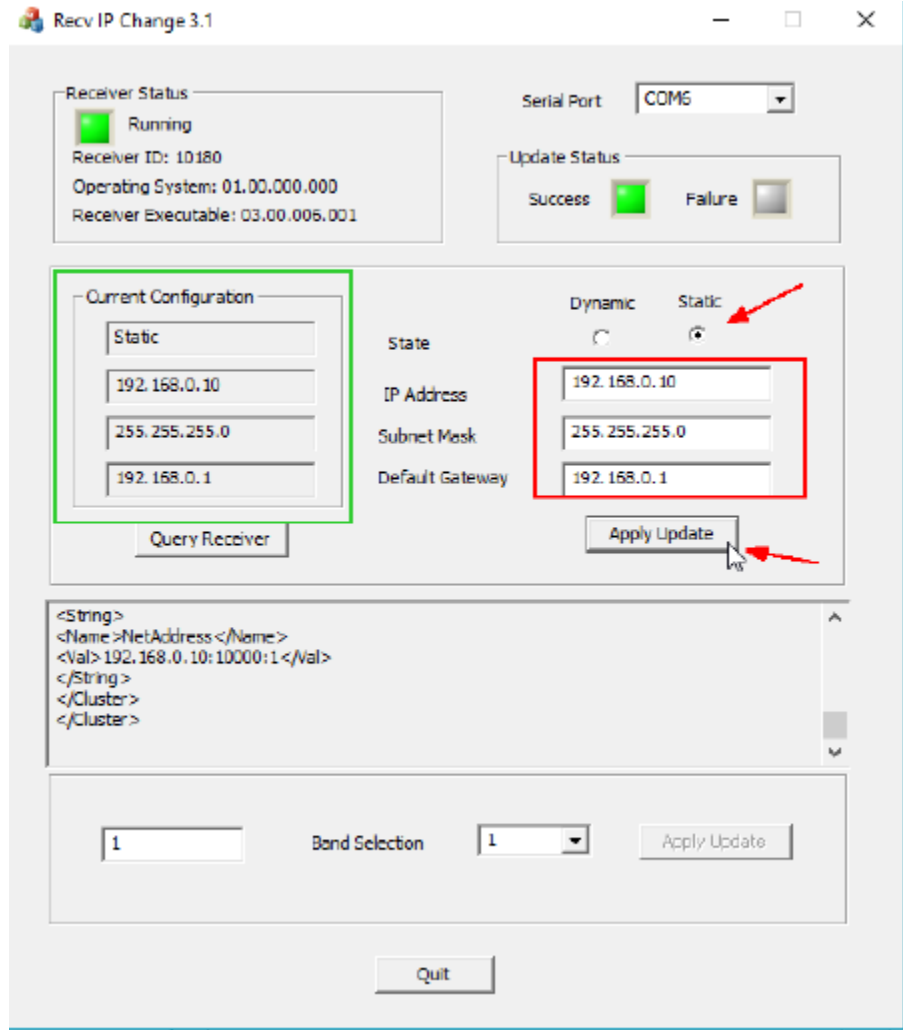 Recv IP Change 3.1
Receiver Status
Running
Receiver ID: 10180
Operating System: 01.00.000.000
Receiver Executable: 03.00.006.001
Serial Port
COM6
Update Status
Success
Failure
Current Configuration
Static
192.168.0.10
255.255.255.0
192.168.0.1
Query Receiver
Dynamic
Static
State
IP Address
192.168.0.10
Subnet Mask
255.255.255.0
Default Gateway
192.168.0.1
Apply Update
<String>
<Name>NetAddress</Name>
<Val>192.168.0.10:10000:1</Val>
</String>
</Cluster>
</Cluster>
1
Band Selection
1
Apply Update
Quit